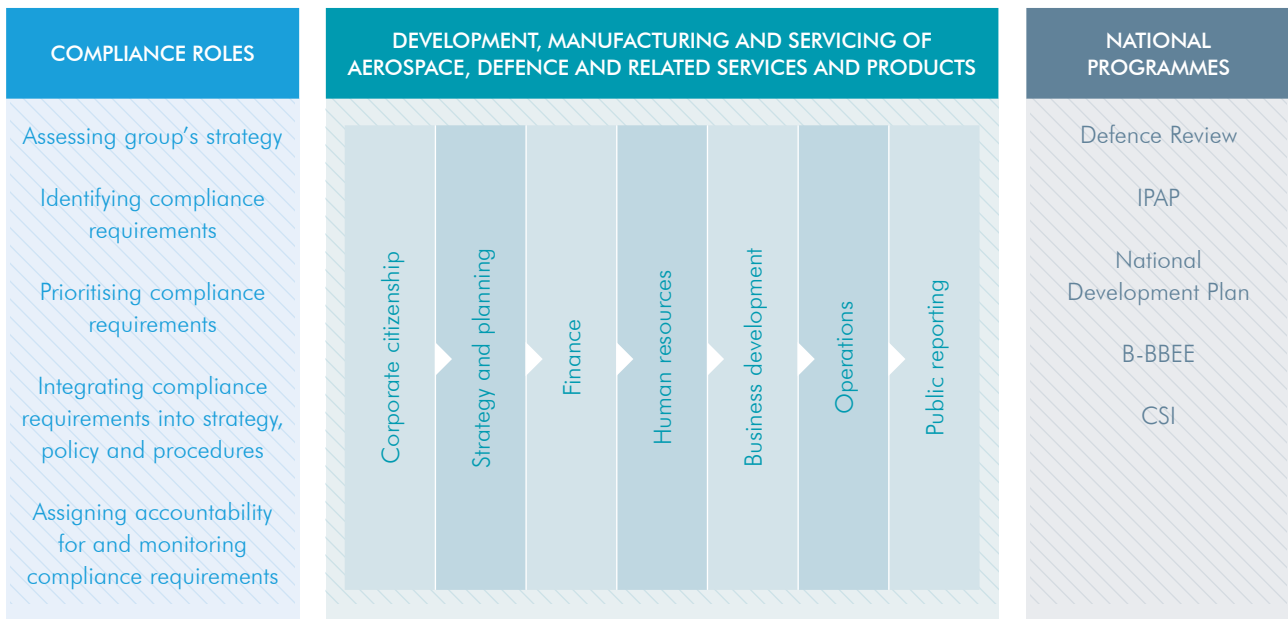 COMPLIANCE ROLES
Assessing group's strategy
Identifying compliance
requirements
Prioritising compliance
requirements
Integrating compliance
requirements into strategy,
policy and procedures
Assigning accountability
for and monitoring
compliance requirements
DEVELOPMENT, MANUFACTURING AND SERVICING OF
AEROSPACE, DEFENCE AND RELATED SERVICES AND PRODUCTS
Corporate citizenship
Strategy and planning
Finance
Human resources
Business development
Operations
Public reporting
NATIONAL
PROGRAMMES
Defence Review
IPAP
National
Development Plan
B-BBEE
CSI